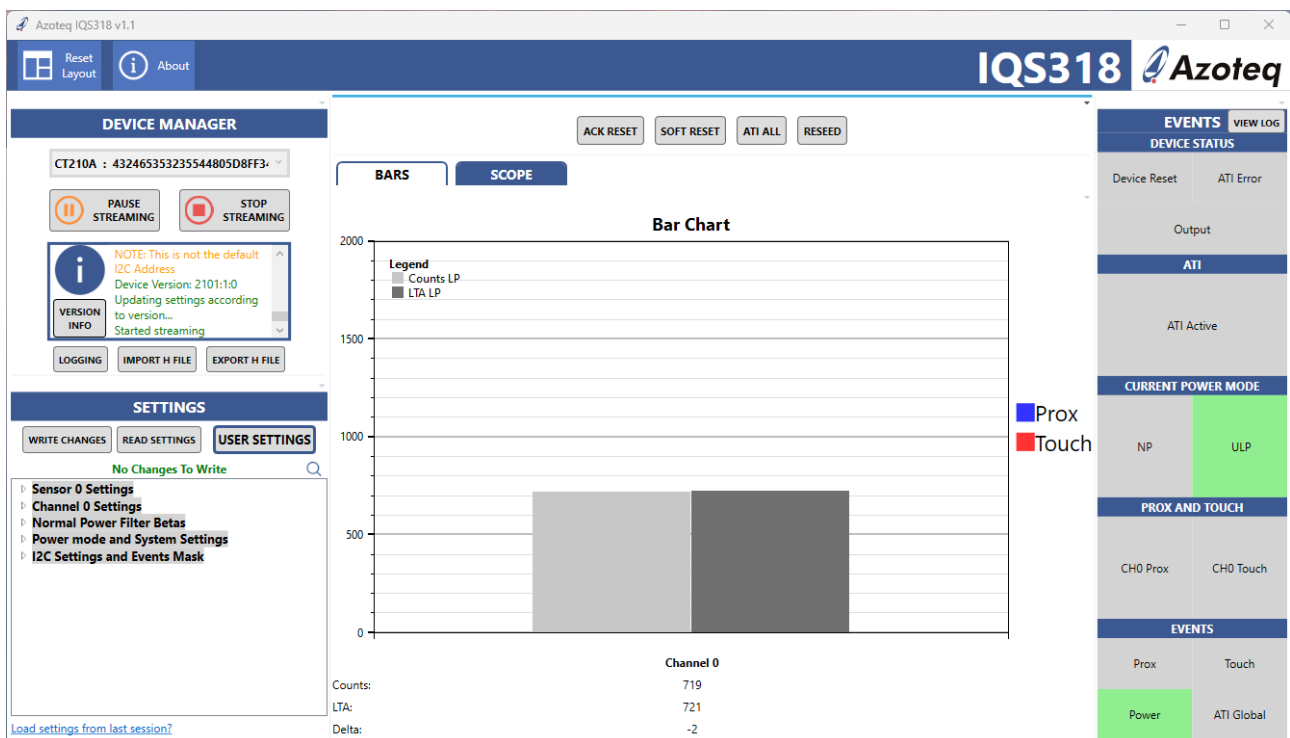 Azoteq IQS318 v1.1
Reset
Layout
About
IQS318
Azoteq
DEVICE MANAGER
CT210A : 432465353235544805D8FF34
PAUSE
STREAMING
STOP
STREAMING
NOTE: This is not the default
I2C Address
Device Version: 2101:1:0
Updating settings according
to version...
Started streaming
VERSION
INFO
LOGGING
IMPORT H FILE
EXPORT H FILE
SETTINGS
WRITE CHANGES
READ SETTINGS
USER SETTINGS
No Changes To Write
Sensor 0 Settings
Channel 0 Settings
Normal Power Filter Betas
Power mode and System Settings
I2C Settings and Events Mask
Load settings from last session?
ACK RESET
SOFT RESET
ATI ALL
RESEED
BARS
SCOPE
Bar Chart
2000
1500
1000
500
0
Legend
Counts LP
LTA LP
Prox
Touch
Channel 0
Counts: 719
LTA: 721
Delta: -2
EVENTS
VIEW LOG
DEVICE STATUS
Device Reset
ATI Error
Output
ATI
ATI Active
CURRENT POWER MODE
NP
ULP
PROX AND TOUCH
CH0 Prox
CH0 Touch
EVENTS
Prox
Touch
Power
ATI Global